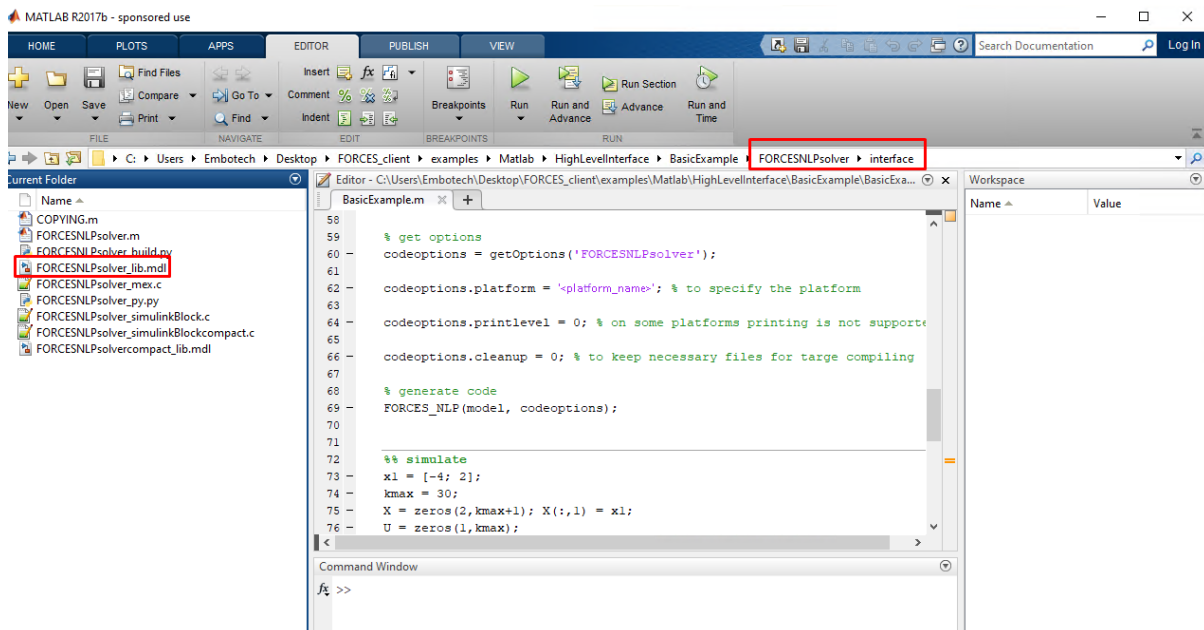 MATLAB R2017b - sponsored use
HOME PLOTS APPS EDITOR PUBLISH VIEW
Search Documentation
Log In
Find Files
Insert
fx
Run Section
New Open Save
Compare
Go To
Comment
Breakpoints
Run
Run and Advance
Advance
Run and Time
Print
Find
Indent
FILE NAVIGATE EDIT BREAKPOINTS RUN
C: Users Embotech Desktop FORCES_client examples Matlab HighLevelInterface BasicExample FORCESNLPsolver interface
Current Folder
Name
COPYING.m
FORCESNLPsolver.m
FORCESNLPsolver_build.py
FORCESNLPsolver_lib.mdl
FORCESNLPsolver_mex.c
FORCESNLPsolver_py.py
FORCESNLPsolver_simulinkBlock.c
FORCESNLPsolver_simulinkBlockcompact.c
FORCESNLPsolvercompact_lib.mdl
Editor - C:\Users\Embotech\Desktop\FORCES_client\examples\Matlab\HighLevelInterface\BasicExample\BasicExa...
BasicExample.m
58
59 % get options
60 – codeoptions = getOptions('FORCESNLPsolver');
61
62 – codeoptions.platform = '<platform_name>'; % to specify the platform
63
64 – codeoptions.printlevel = 0; % on some platforms printing is not supporte
65
66 – codeoptions.cleanup = 0; % to keep necessary files for targe compiling
67
68 % generate code
69 – FORCES_NLP(model, codeoptions);
70
71
72 %% simulate
73 – x1 = [-4; 2];
74 – kmax = 30;
75 – X = zeros(2,kmax+1); X(:,1) = x1;
76 – U = zeros(1,kmax);
Command Window
fx >>
Workspace
Name Value